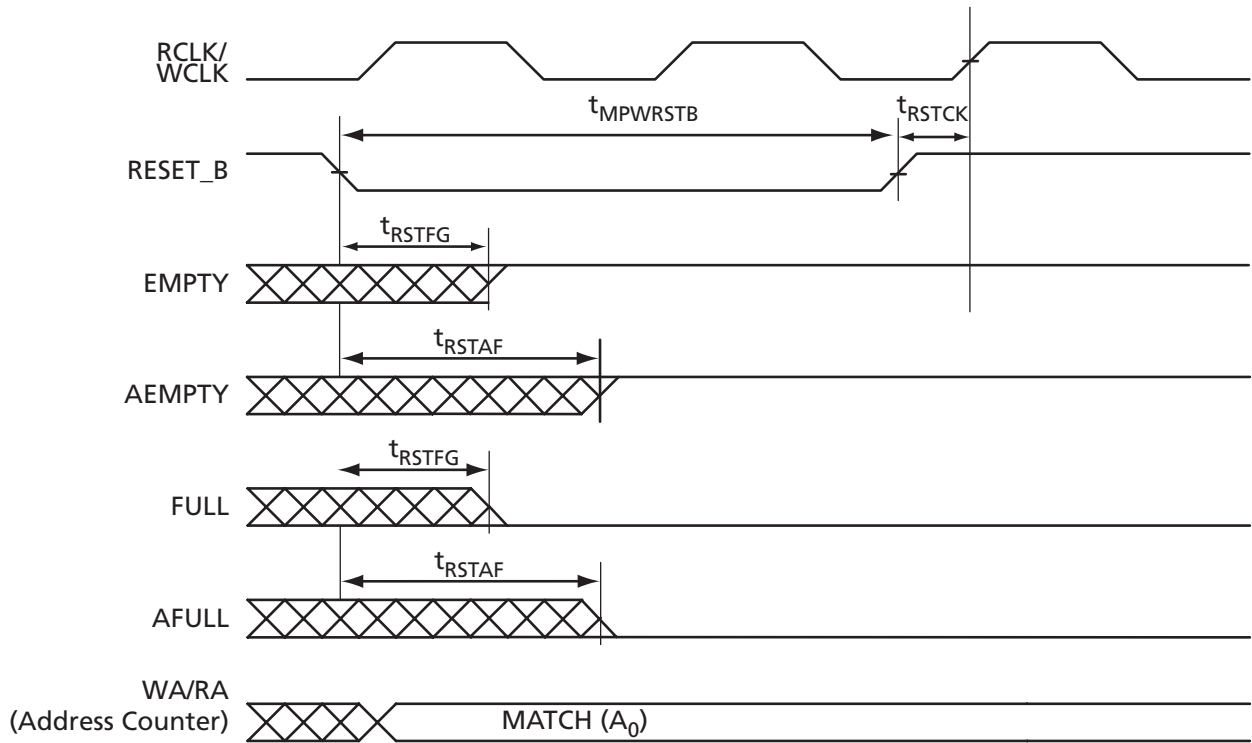 RCLK/
WCLK
tMPWRSTB
tRSTCK
RESET_B
tRSTFG
EMPTY
tRSTAF
AEMPTY
tRSTFG
FULL
tRSTAF
AFULL
WA/RA
(Address Counter)
MATCH (A0)